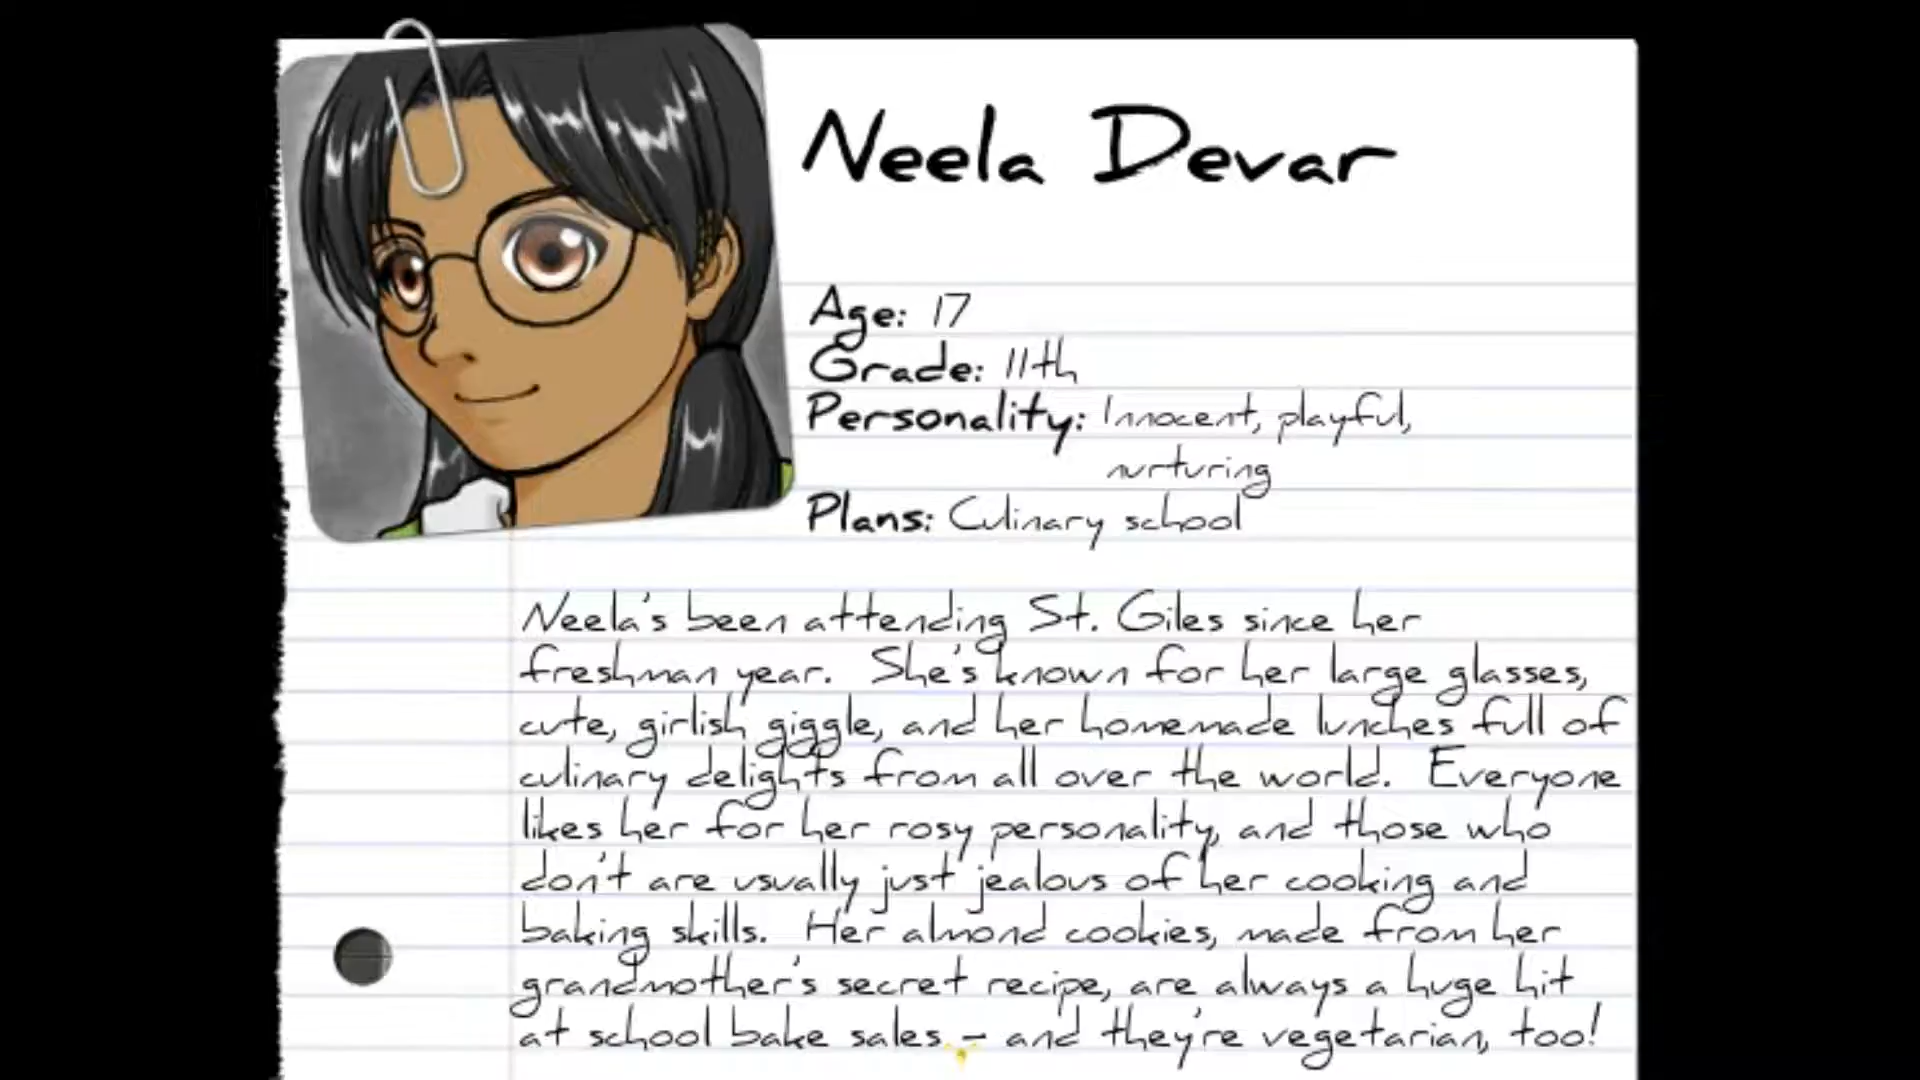 Neela Devar
Age: 17
Grade: 11th
Personality: Innocent, playful,
nurturing
Plans: Culinary school
Neela's been attending St. Giles since her
freshman year. She's known for her large glasses,
cute, girlish giggle, and her homemade lunches full of
culinary delights from all over the world. Everyone
likes her for her rosy personality, and those who
don't are usually just jealous of her cooking and
baking skills. Her almond cookies, made from her
grandmother's secret recipe, are always a huge hit
at school bake sales - and they're vegetarian, too!